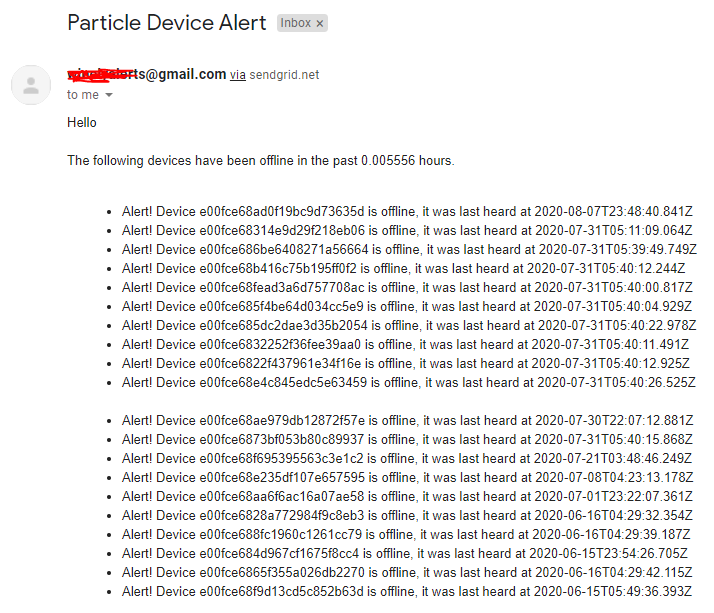 Particle Device Alert Inbox ×
ts@gmail.com via sendgrid.net
to me
Hello
The following devices have been offline in the past 0.005556 hours.
Alert! Device e00fce68ad0f19bc9d73635d is offline, it was last heard at 2020-08-07T23:48:40.841Z
Alert! Device e00fce68314e9d29f218eb06 is offline, it was last heard at 2020-07-31T05:11:09.064Z
Alert! Device e00fce686be6408271a56664 is offline, it was last heard at 2020-07-31T05:39:49.749Z
Alert! Device e00fce68b416c75b195ff0f2 is offline, it was last heard at 2020-07-31T05:40:12.244Z
Alert! Device e00fce68fead3a6d757708ac is offline, it was last heard at 2020-07-31T05:40:00.817Z
Alert! Device e00fce685f4be64d034cc5e9 is offline, it was last heard at 2020-07-31T05:40:04.929Z
Alert! Device e00fce685dc2dae3d35b2054 is offline, it was last heard at 2020-07-31T05:40:22.978Z
Alert! Device e00fce6832252f36fee39aa0 is offline, it was last heard at 2020-07-31T05:40:11.491Z
Alert! Device e00fce6822f437961e34f16e is offline, it was last heard at 2020-07-31T05:40:12.925Z
Alert! Device e00fce68e4c845edc5e63459 is offline, it was last heard at 2020-07-31T05:40:26.525Z
Alert! Device e00fce68ae979db12872f57e is offline, it was last heard at 2020-07-30T22:07:12.881Z
Alert! Device e00fce6873bf053b80c89937 is offline, it was last heard at 2020-07-31T05:40:15.868Z
Alert! Device e00fce68f695395563c3e1c2 is offline, it was last heard at 2020-07-21T03:48:46.249Z
Alert! Device e00fce68e235df107e657595 is offline, it was last heard at 2020-07-08T04:23:13.178Z
Alert! Device e00fce68aa6f6ac16a07ae58 is offline, it was last heard at 2020-07-01T23:22:07.361Z
Alert! Device e00fce6828a772984f9c8eb3 is offline, it was last heard at 2020-06-16T04:29:32.354Z
Alert! Device e00fce688fc1960c1261cc79 is offline, it was last heard at 2020-06-16T04:29:39.187Z
Alert! Device e00fce684d967cf1675f8cc4 is offline, it was last heard at 2020-06-15T23:54:26.705Z
Alert! Device e00fce6865f355a026db2270 is offline, it was last heard at 2020-06-16T04:29:42.115Z
Alert! Device e00fce68f9d13cd5c852b63d is offline, it was last heard at 2020-06-15T05:49:36.393Z